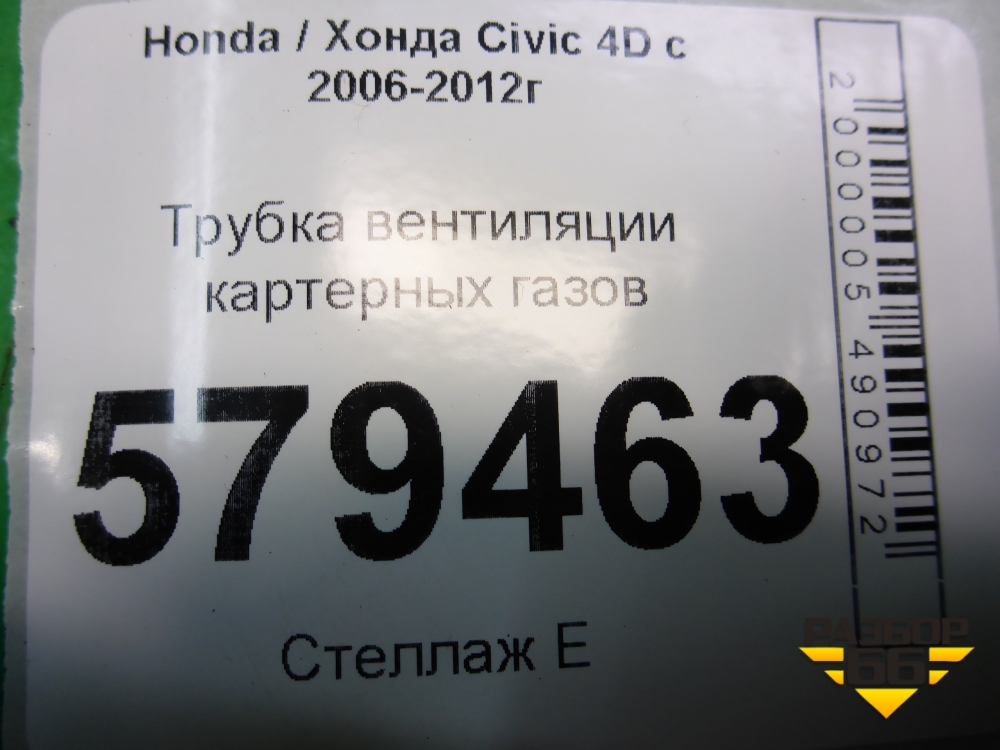 Honda / Хонда Civic 4D с
2006-2012г
Трубка вентиляции
картерных газов
579463
Стеллаж Е
2000005490972
РАЗБОР
66